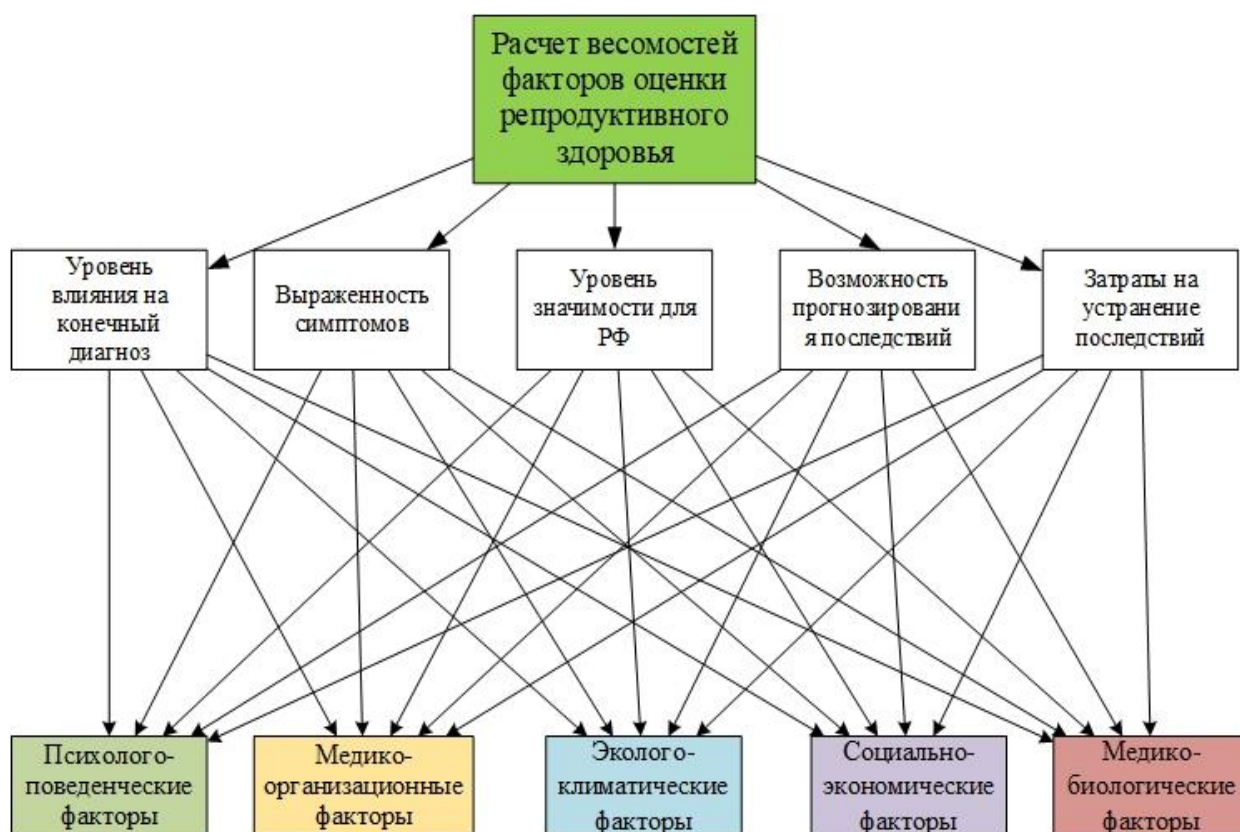 Расчет весомостей
факторов оценки
репродуктивного
здоровья
Уровень
влияния на
конечный
диагноз
Выраженность
симптомов
Уровень
значимости для
РФ
Возможность
прогнозировани
я последствий
Затраты на
устранение
последствий
Психолого-
поведенческие
факторы
Медико-
организационные
факторы
Эколого-
климатические
факторы
Социально-
экономические
факторы
Медико-
биологические
факторы